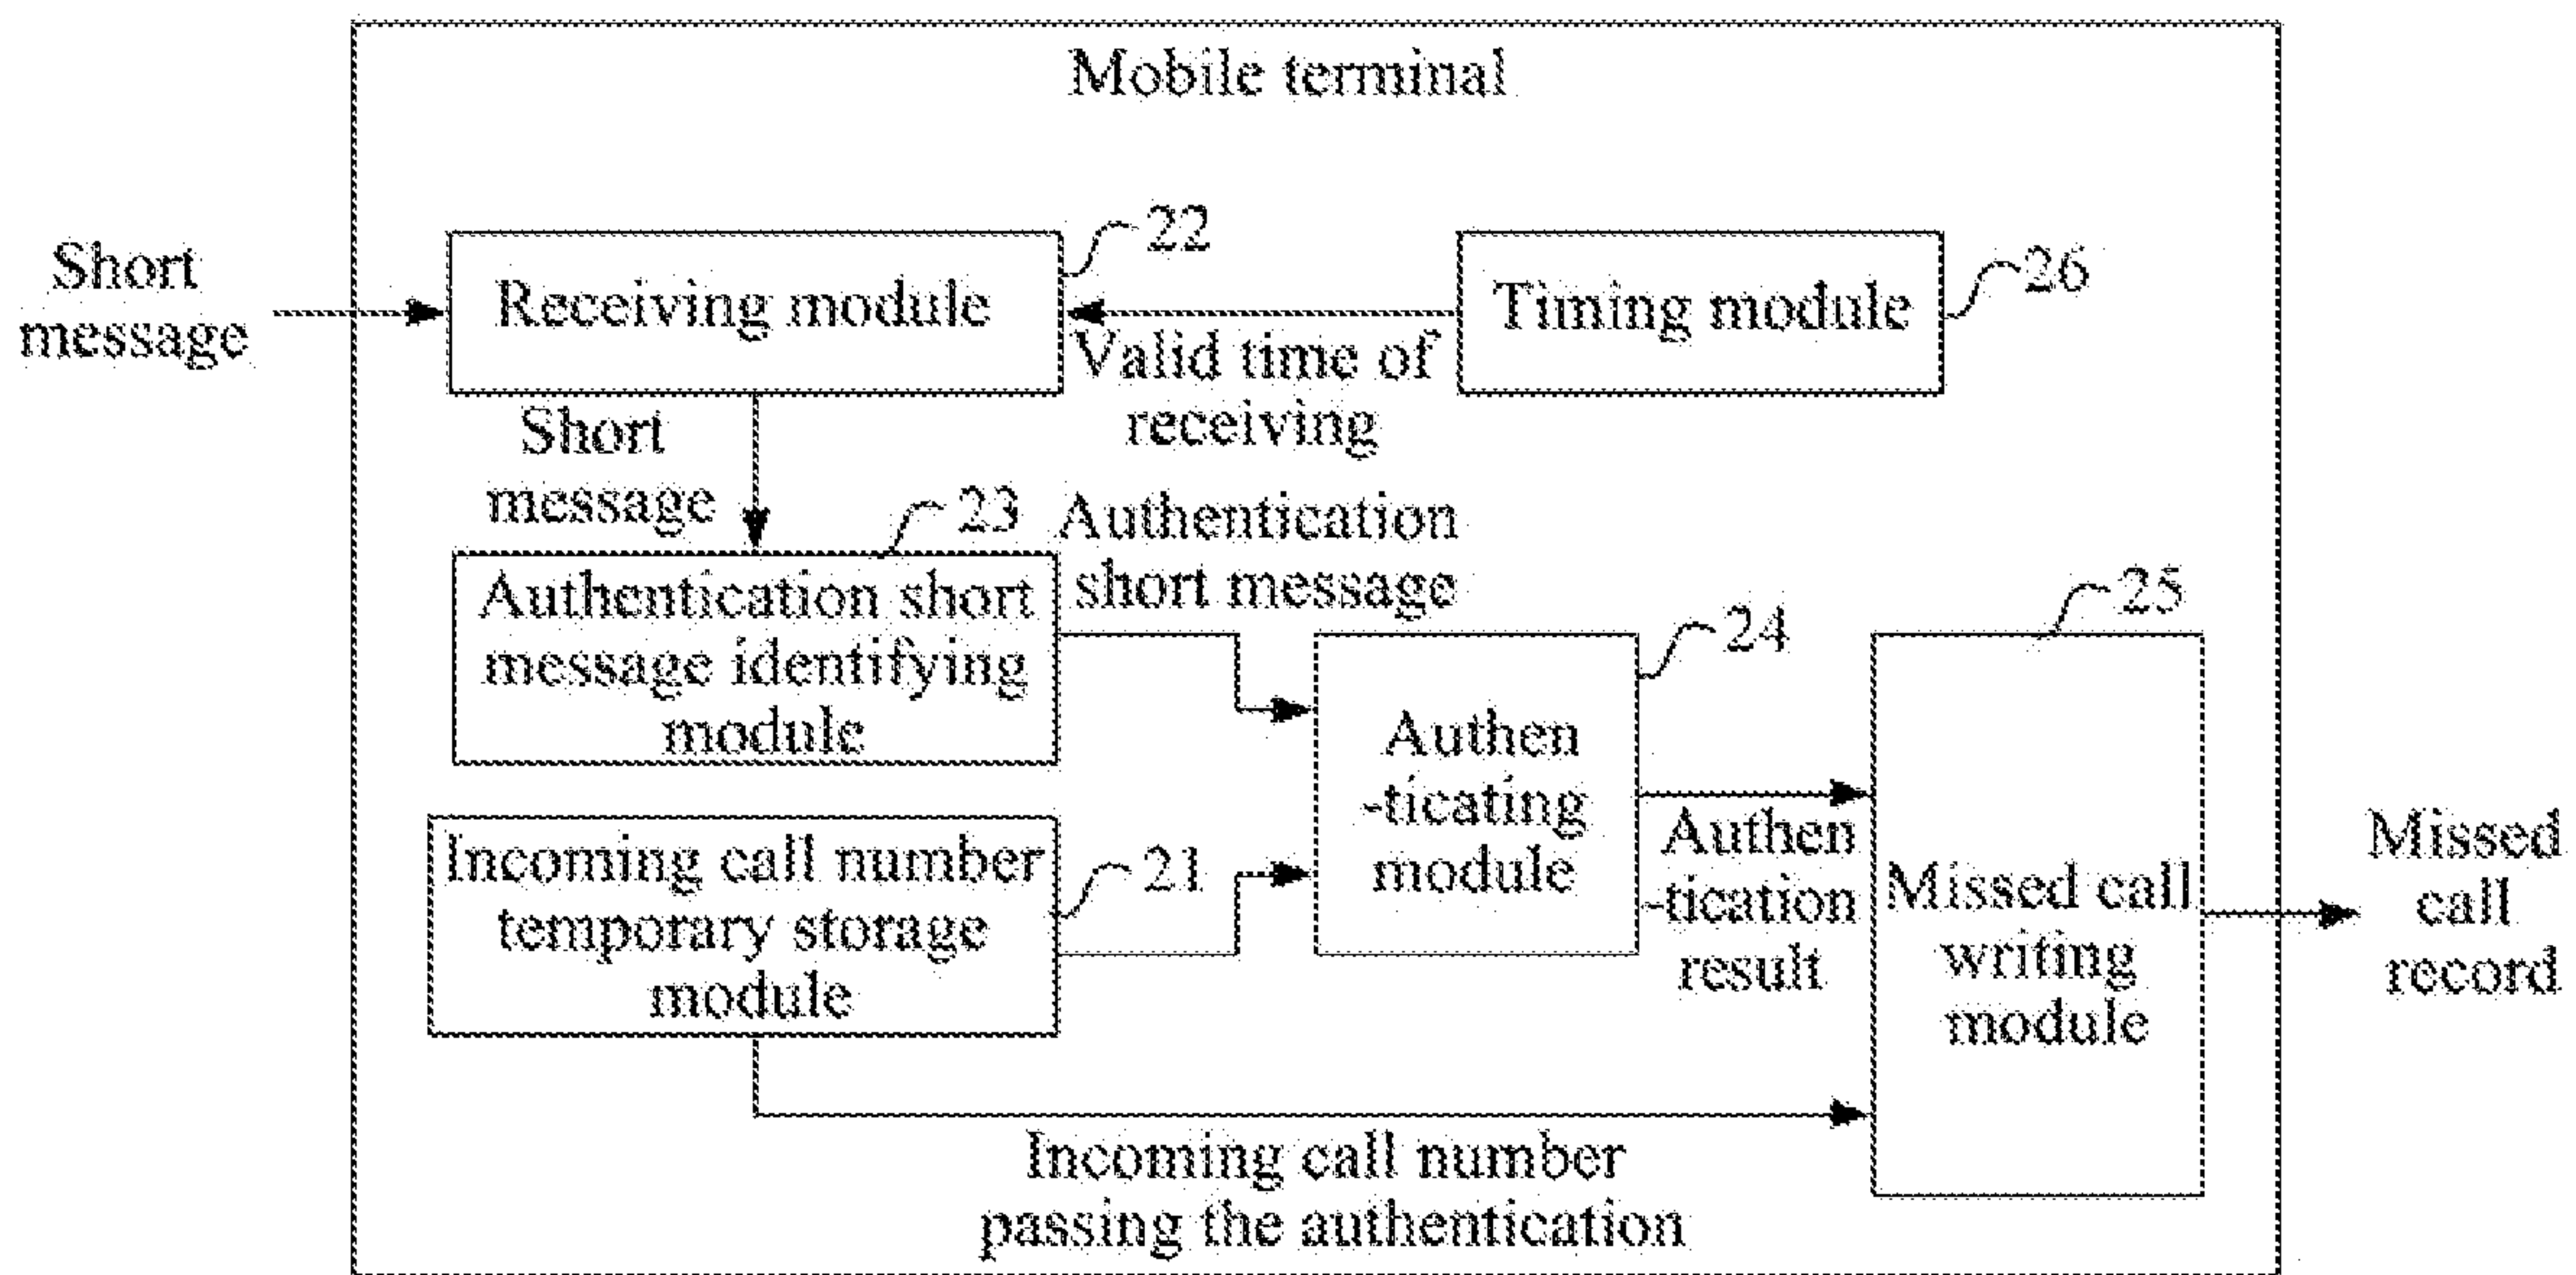 Mobile terminal
Short
message
22
Receiving module
26
Timing module
Valid time of
receiving
Short
message
23
Authentication
short message
Authentication short
message identifying
module
24
25
Authen
-ticating
module
Incoming call number
temporary storage
module
21
Authen
-tication
result
Missed call
writing
module
Missed
call
record
Incoming call number
passing the authentication